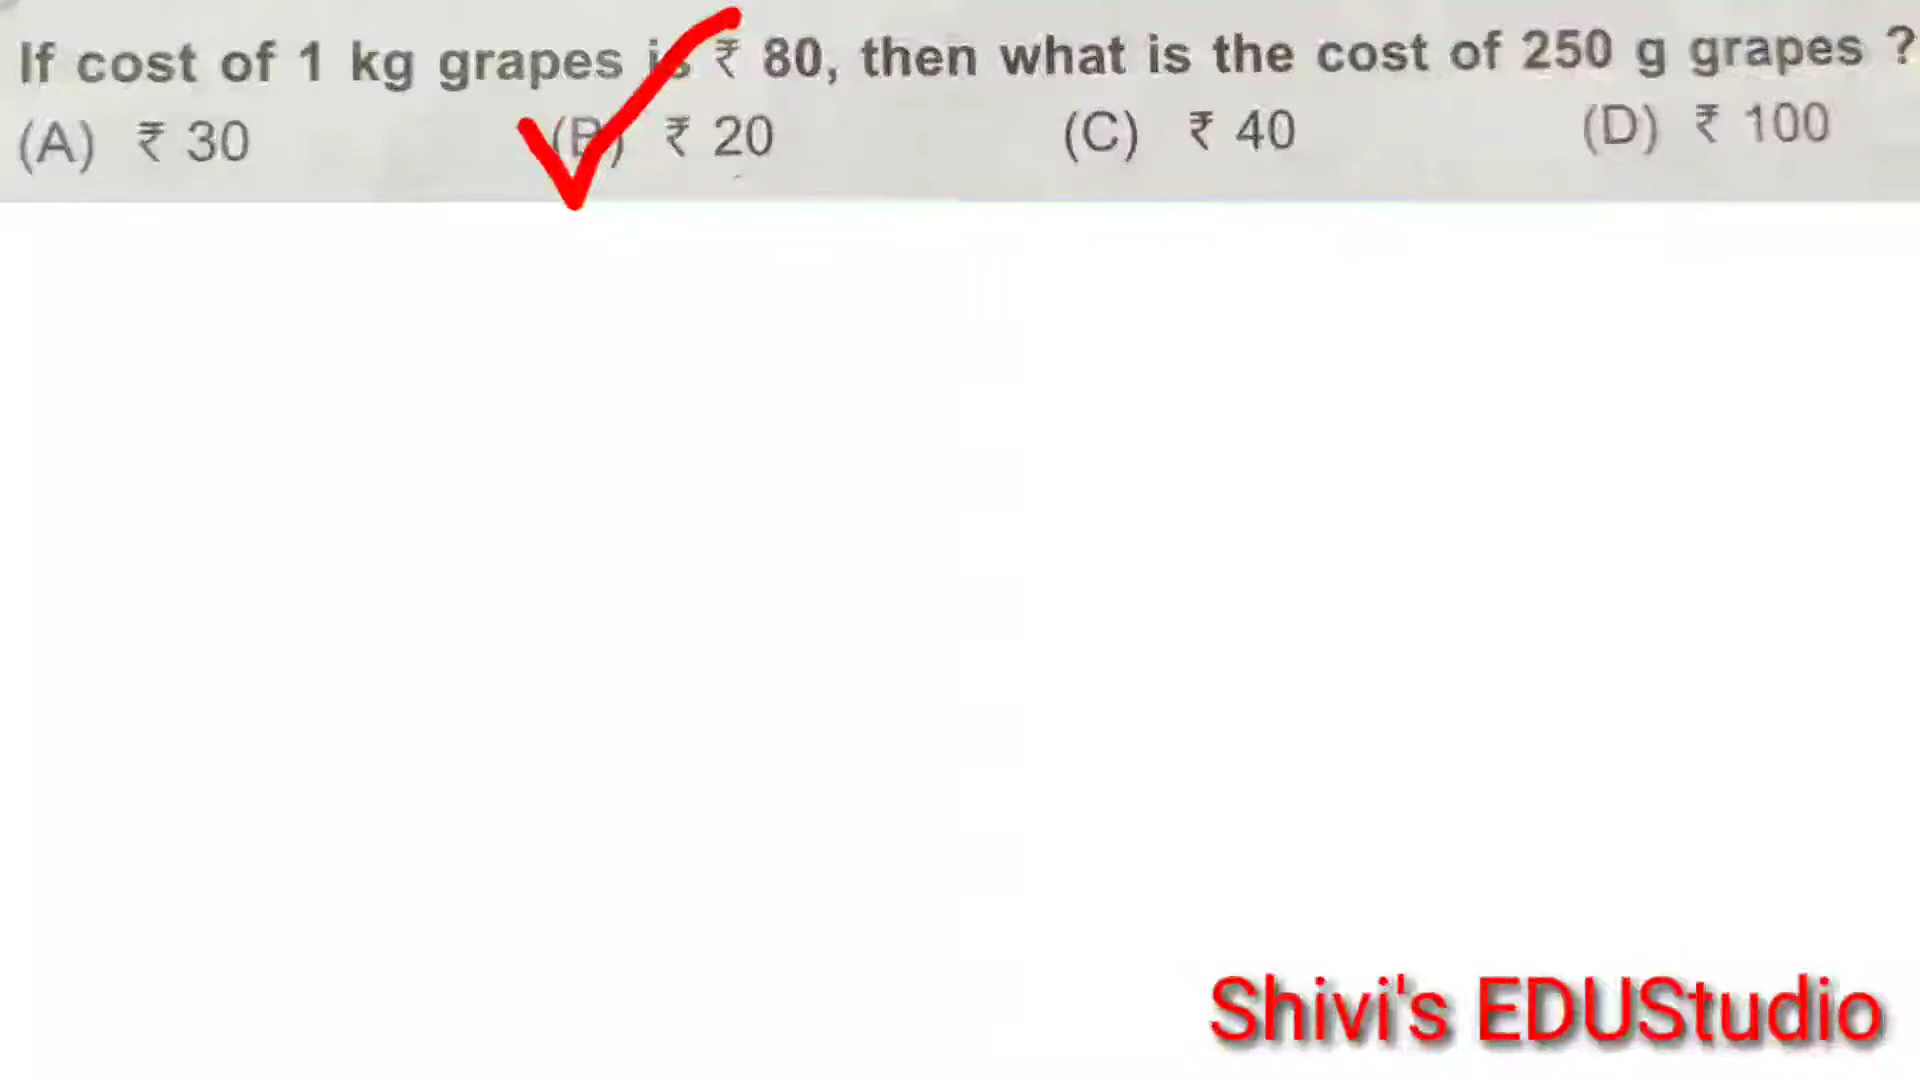 If cost of 1 kg grapes is ₹ 80, then what is the cost of 250 g grapes ?
(A) ₹ 30 (B) ₹ 20 (C) ₹ 40 (D) ₹ 100
Shivi's EDUStudio